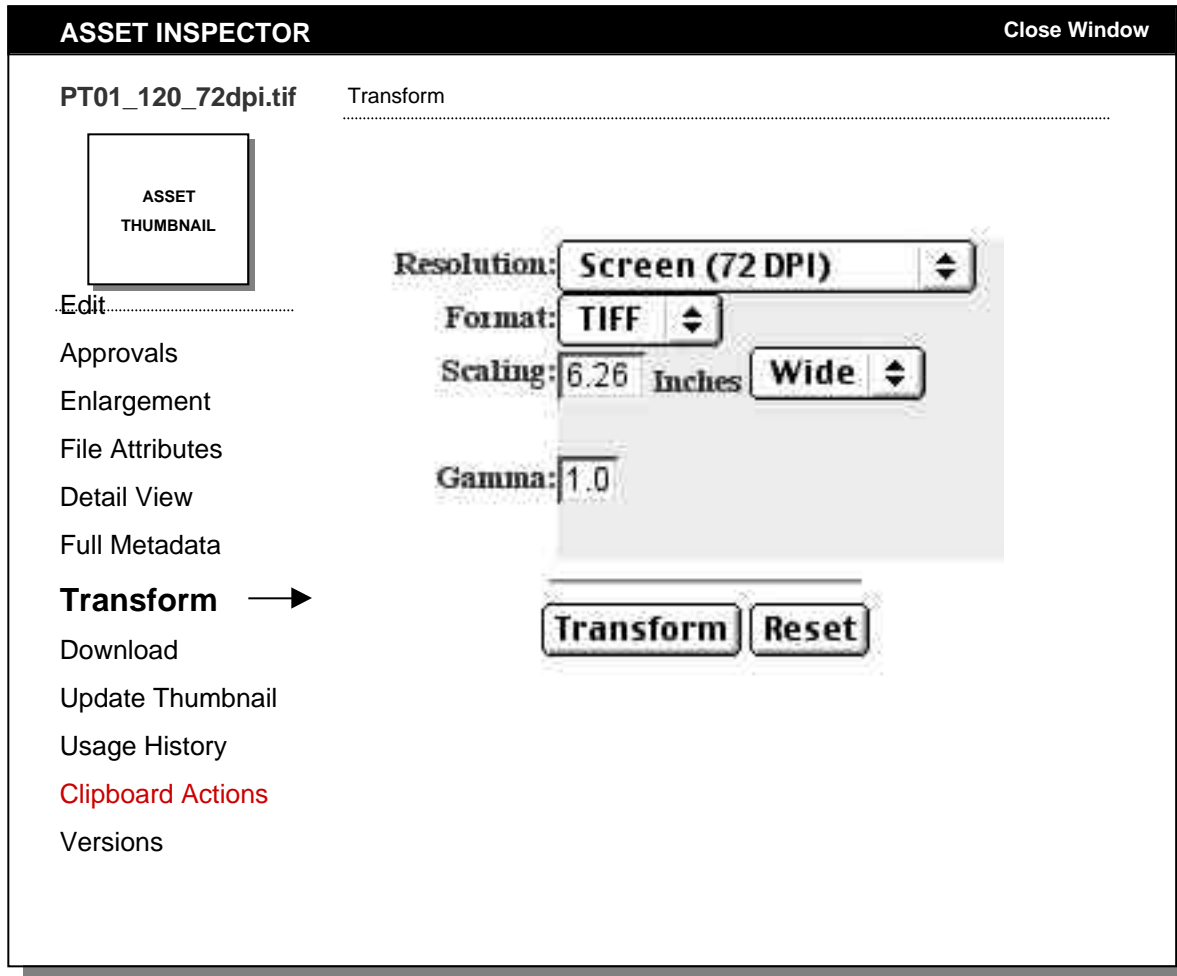 ASSET INSPECTOR
Close Window
PT01_120_72dpi.tif
Transform
ASSET
THUMBNAIL
Edit
Approvals
Enlargement
File Attributes
Detail View
Full Metadata
Transform
Download
Update Thumbnail
Usage History
Clipboard Actions
Versions
Resolution: Screen (72 DPI)
Format: TIFF
Scaling: 6.26 Inches Wide
Gamma: 1.0
Transform Reset